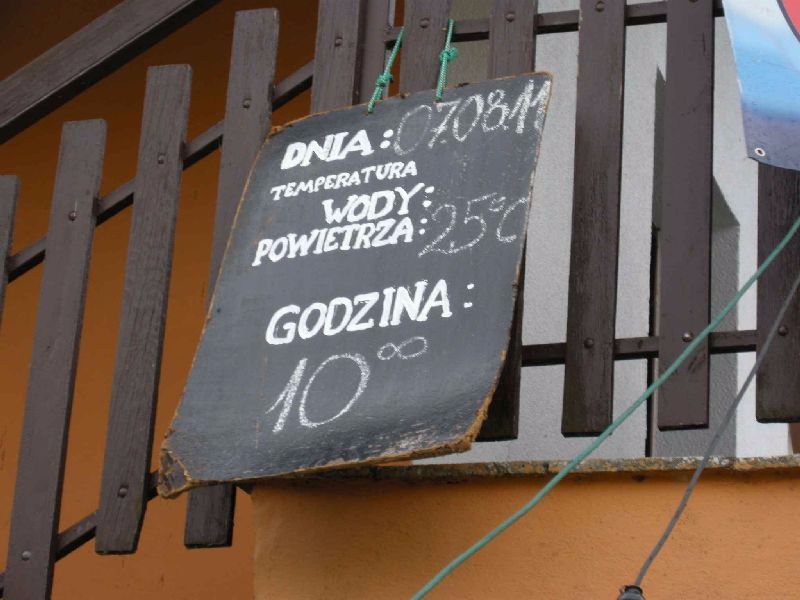 DNIA: 07.08.11
TEMPERATURA
WODY:
POWIETRZA: 25°C
GODZINA:
10⁰⁰